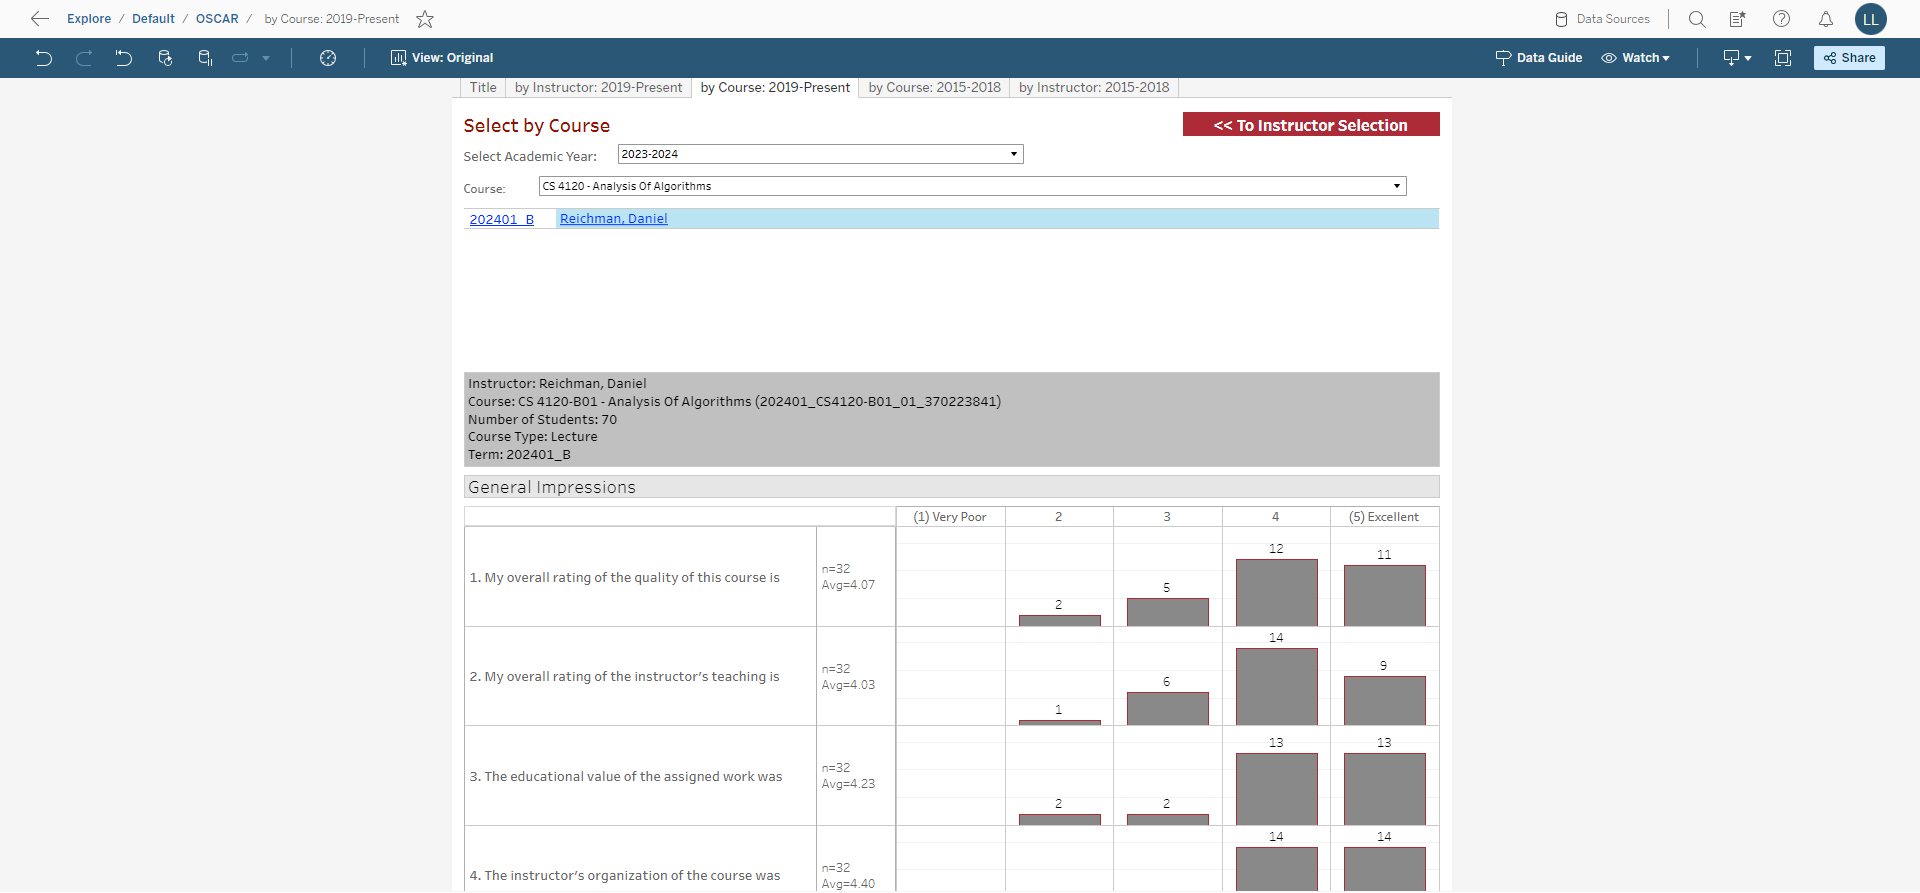 Explore / Default / OSCAR / by Course: 2019-Present
Data Sources
LL
View: Original
Data Guide
Watch
Share
Title
by Instructor: 2019-Present
by Course: 2019-Present
by Course: 2015-2018
by Instructor: 2015-2018
Select by Course
<< To Instructor Selection
Select Academic Year:
2023-2024
Course:
CS 4120 - Analysis Of Algorithms
202401_B
Reichman, Daniel
Instructor: Reichman, Daniel
Course: CS 4120-B01 - Analysis Of Algorithms (202401_CS4120-B01_01_370223841)
Number of Students: 70
Course Type: Lecture
Term: 202401_B
General Impressions
(1) Very Poor
2
3
4
(5) Excellent
1. My overall rating of the quality of this course is
n=32
Avg=4.07
2
5
12
11
2. My overall rating of the instructor's teaching is
n=32
Avg=4.03
1
6
14
9
3. The educational value of the assigned work was
n=32
Avg=4.23
2
2
13
13
4. The instructor's organization of the course was
n=32
Avg=4.40
14
14